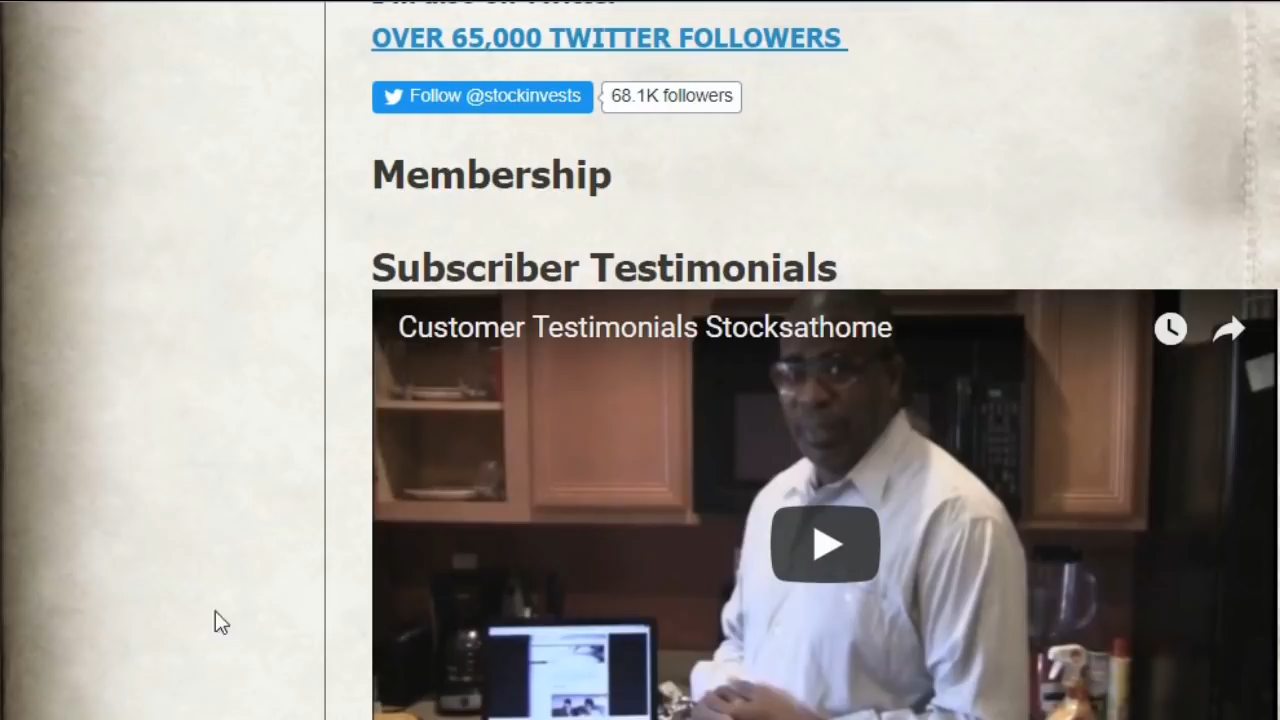 OVER 65,000 TWITTER FOLLOWERS
Follow @stockinvests 68.1K followers
Membership
Subscriber Testimonials
Customer Testimonials Stocksathome